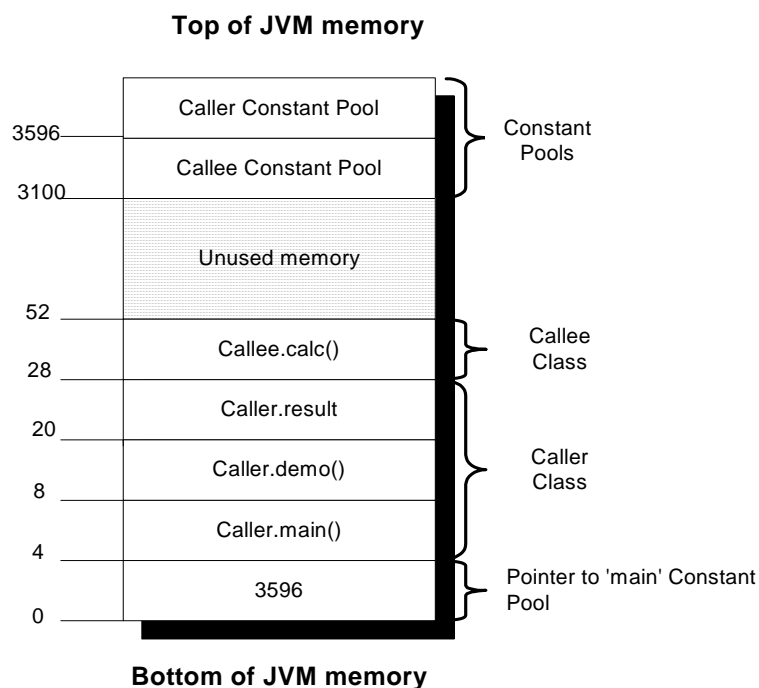 Top of JVM memory
Caller Constant Pool
3596
Constant
Pools
Callee Constant Pool
3100
Unused memory
52
Callee.calc()
Callee
Class
28
Caller.result
20
Caller.demo()
Caller
Class
8
Caller.main()
4
3596
Pointer to 'main' Constant
Pool
0
Bottom of JVM memory